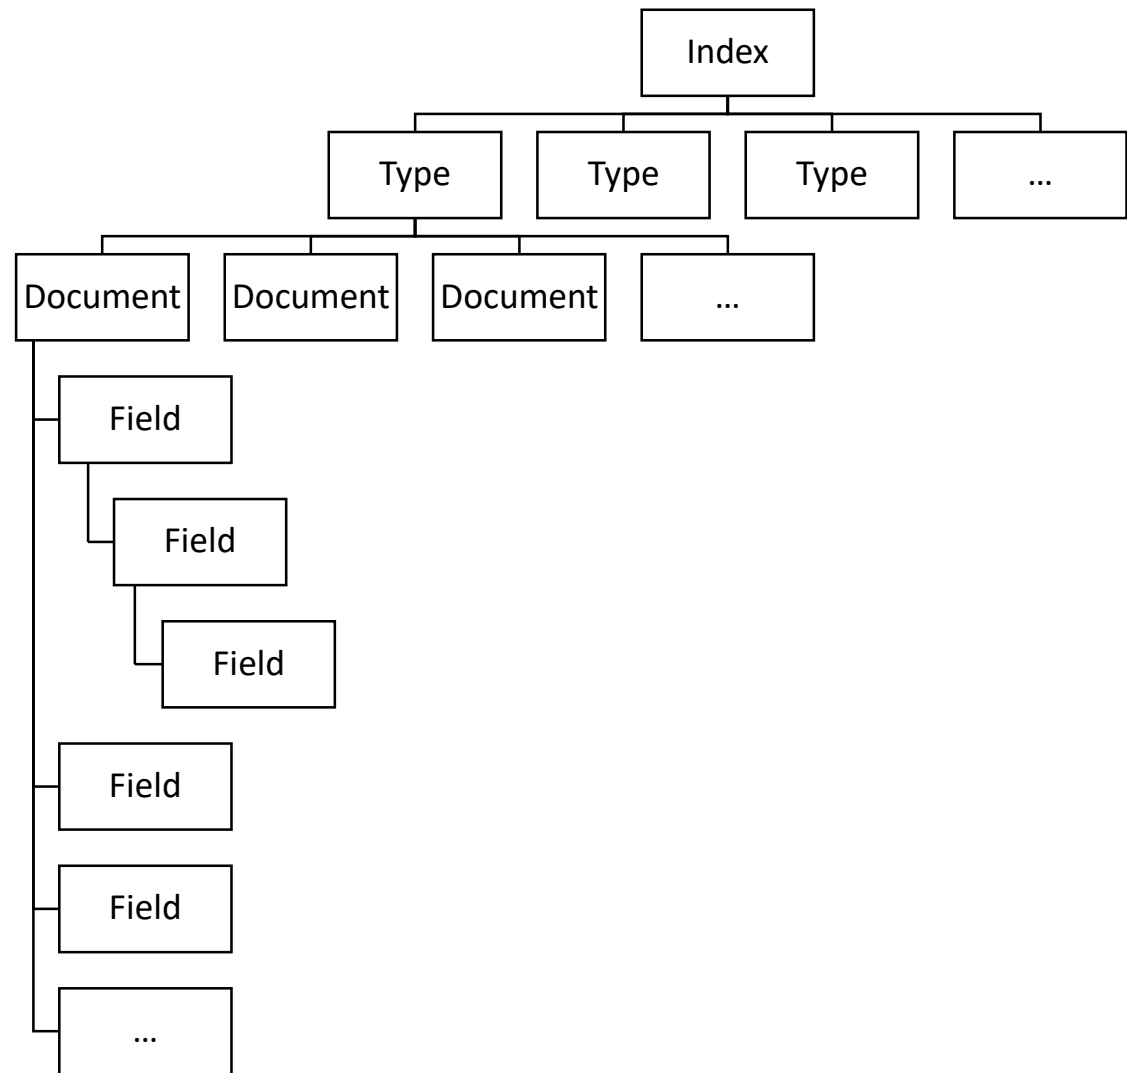 Index
Type
Type
Type
...
Document
Document
Document
...
Field
Field
Field
Field
Field
...